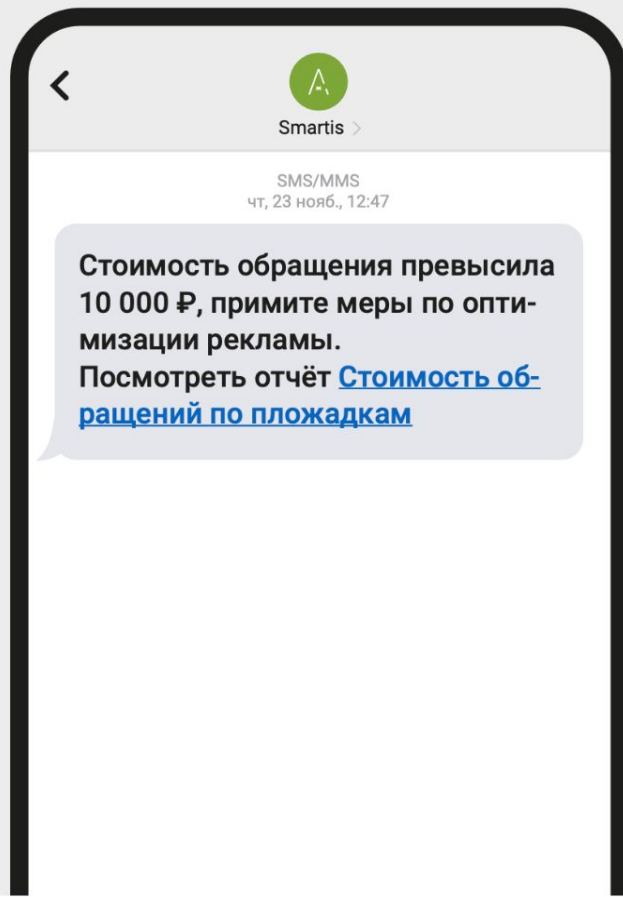 Smartis
SMS/MMS
чт, 23 нояб., 12:47
Стоимость обращения превысила
10 000 ₽, примите меры по опти-
мизации рекламы.
Посмотреть отчёт Стоимость об-
ращений по пложадкам